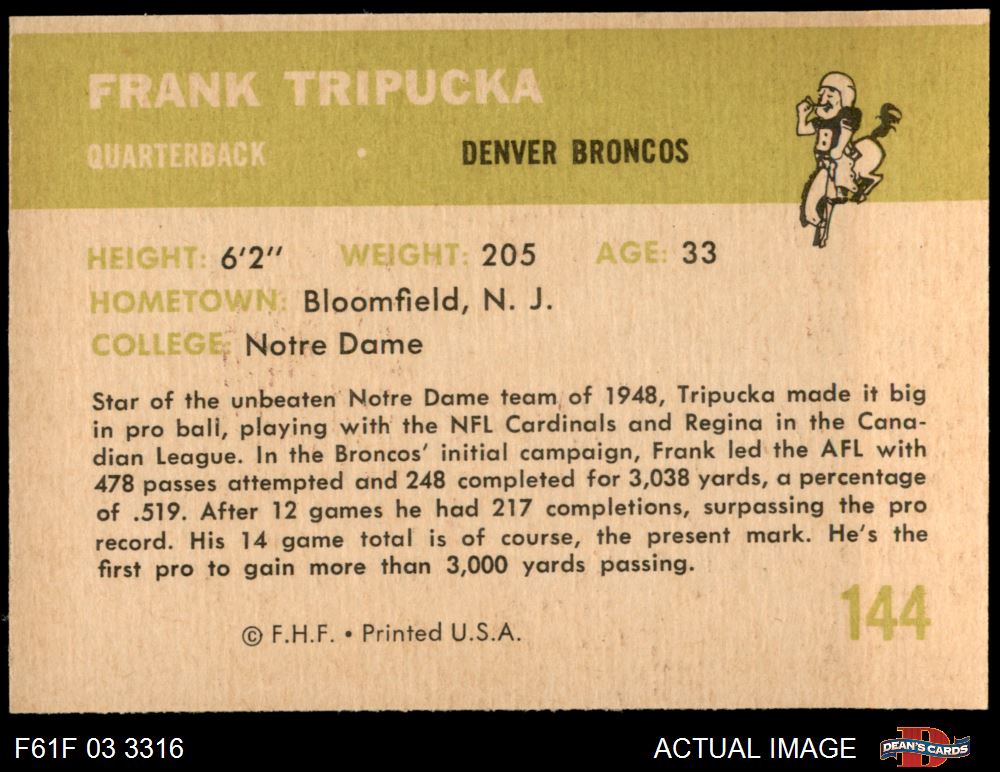 FRANK TRIPUCKA
QUARTERBACK • DENVER BRONCOS
8
HEIGHT: 6'2" WEIGHT: 205 AGE: 33
HOMETOWN: Bloomfield, N. J.
COLLEGE: Notre Dame
Star of the unbeaten Notre Dame team of 1948, Tripucka made it big
in pro ball, playing with the NFL Cardinals and Regina in the Cana-
dian League. In the Broncos' initial campaign, Frank led the AFL with
478 passes attempted and 248 completed for 3,038 yards, a percentage
of .519. After 12 games he had 217 completions, surpassing the pro
record. His 14 game total is of course, the present mark. He's the
first pro to gain more than 3,000 yards passing.
144
© F.H.F. • Printed U.S.A.
F61F 03 3316 ACTUAL IMAGE D DEAN'S CARDS